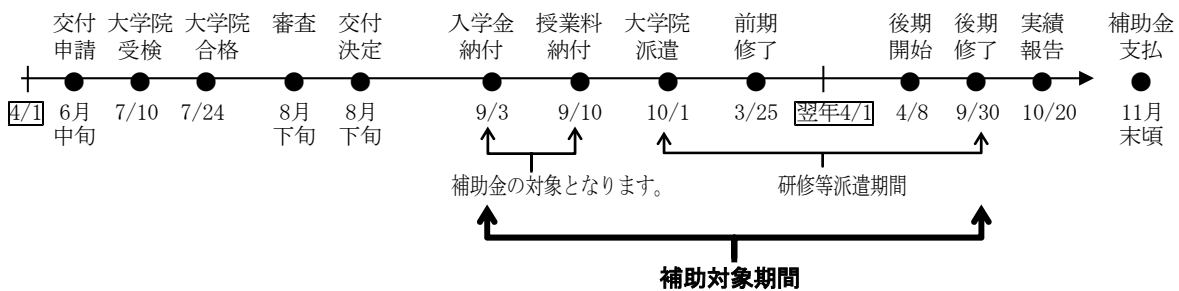 交付 大学院 大学院 審査 交付 入学金 授業料 大学院 前期 後期 後期 実績 補助金
申請 受検 合格 決定 納付 納付 派遣 修了 開始 修了 報告 支払
4/1 6月 7/10 7/24 8月 8月 9/3 9/10 10/1 3/25 翌年4/1 4/8 9/30 10/20 11月
中旬 下旬 下旬 末頃
補助金の対象となります。 研修等派遣期間
補助対象期間